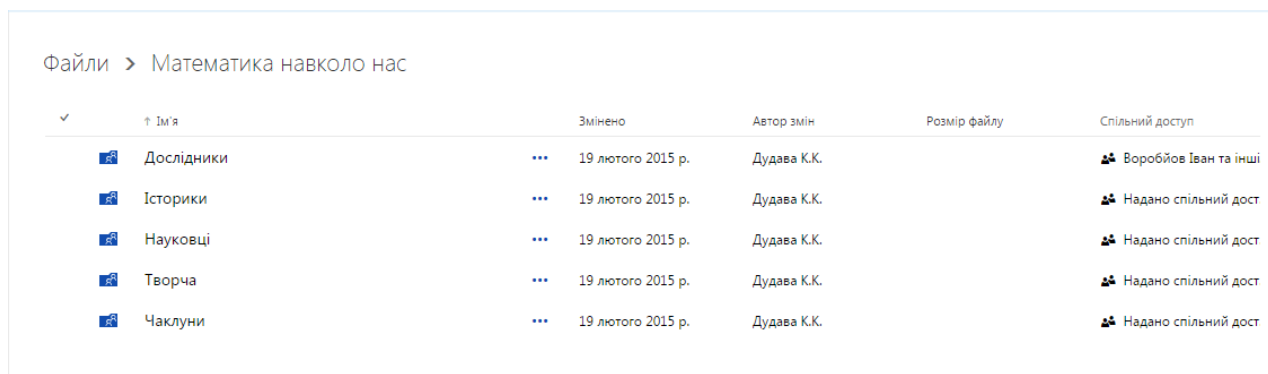 Файли > Математика навколо нас
↑ Ім'я Змінено Автор змін Розмір файлу Спільний доступ
Дослідники ••• 19 лютого 2015 р. Дудава К.К. Воробйов Іван та інші
Історики ••• 19 лютого 2015 р. Дудава К.К. Надано спільний дост
Науковці ••• 19 лютого 2015 р. Дудава К.К. Надано спільний дост
Творча ••• 19 лютого 2015 р. Дудава К.К. Надано спільний дост
Чаклуни ••• 19 лютого 2015 р. Дудава К.К. Надано спільний дост